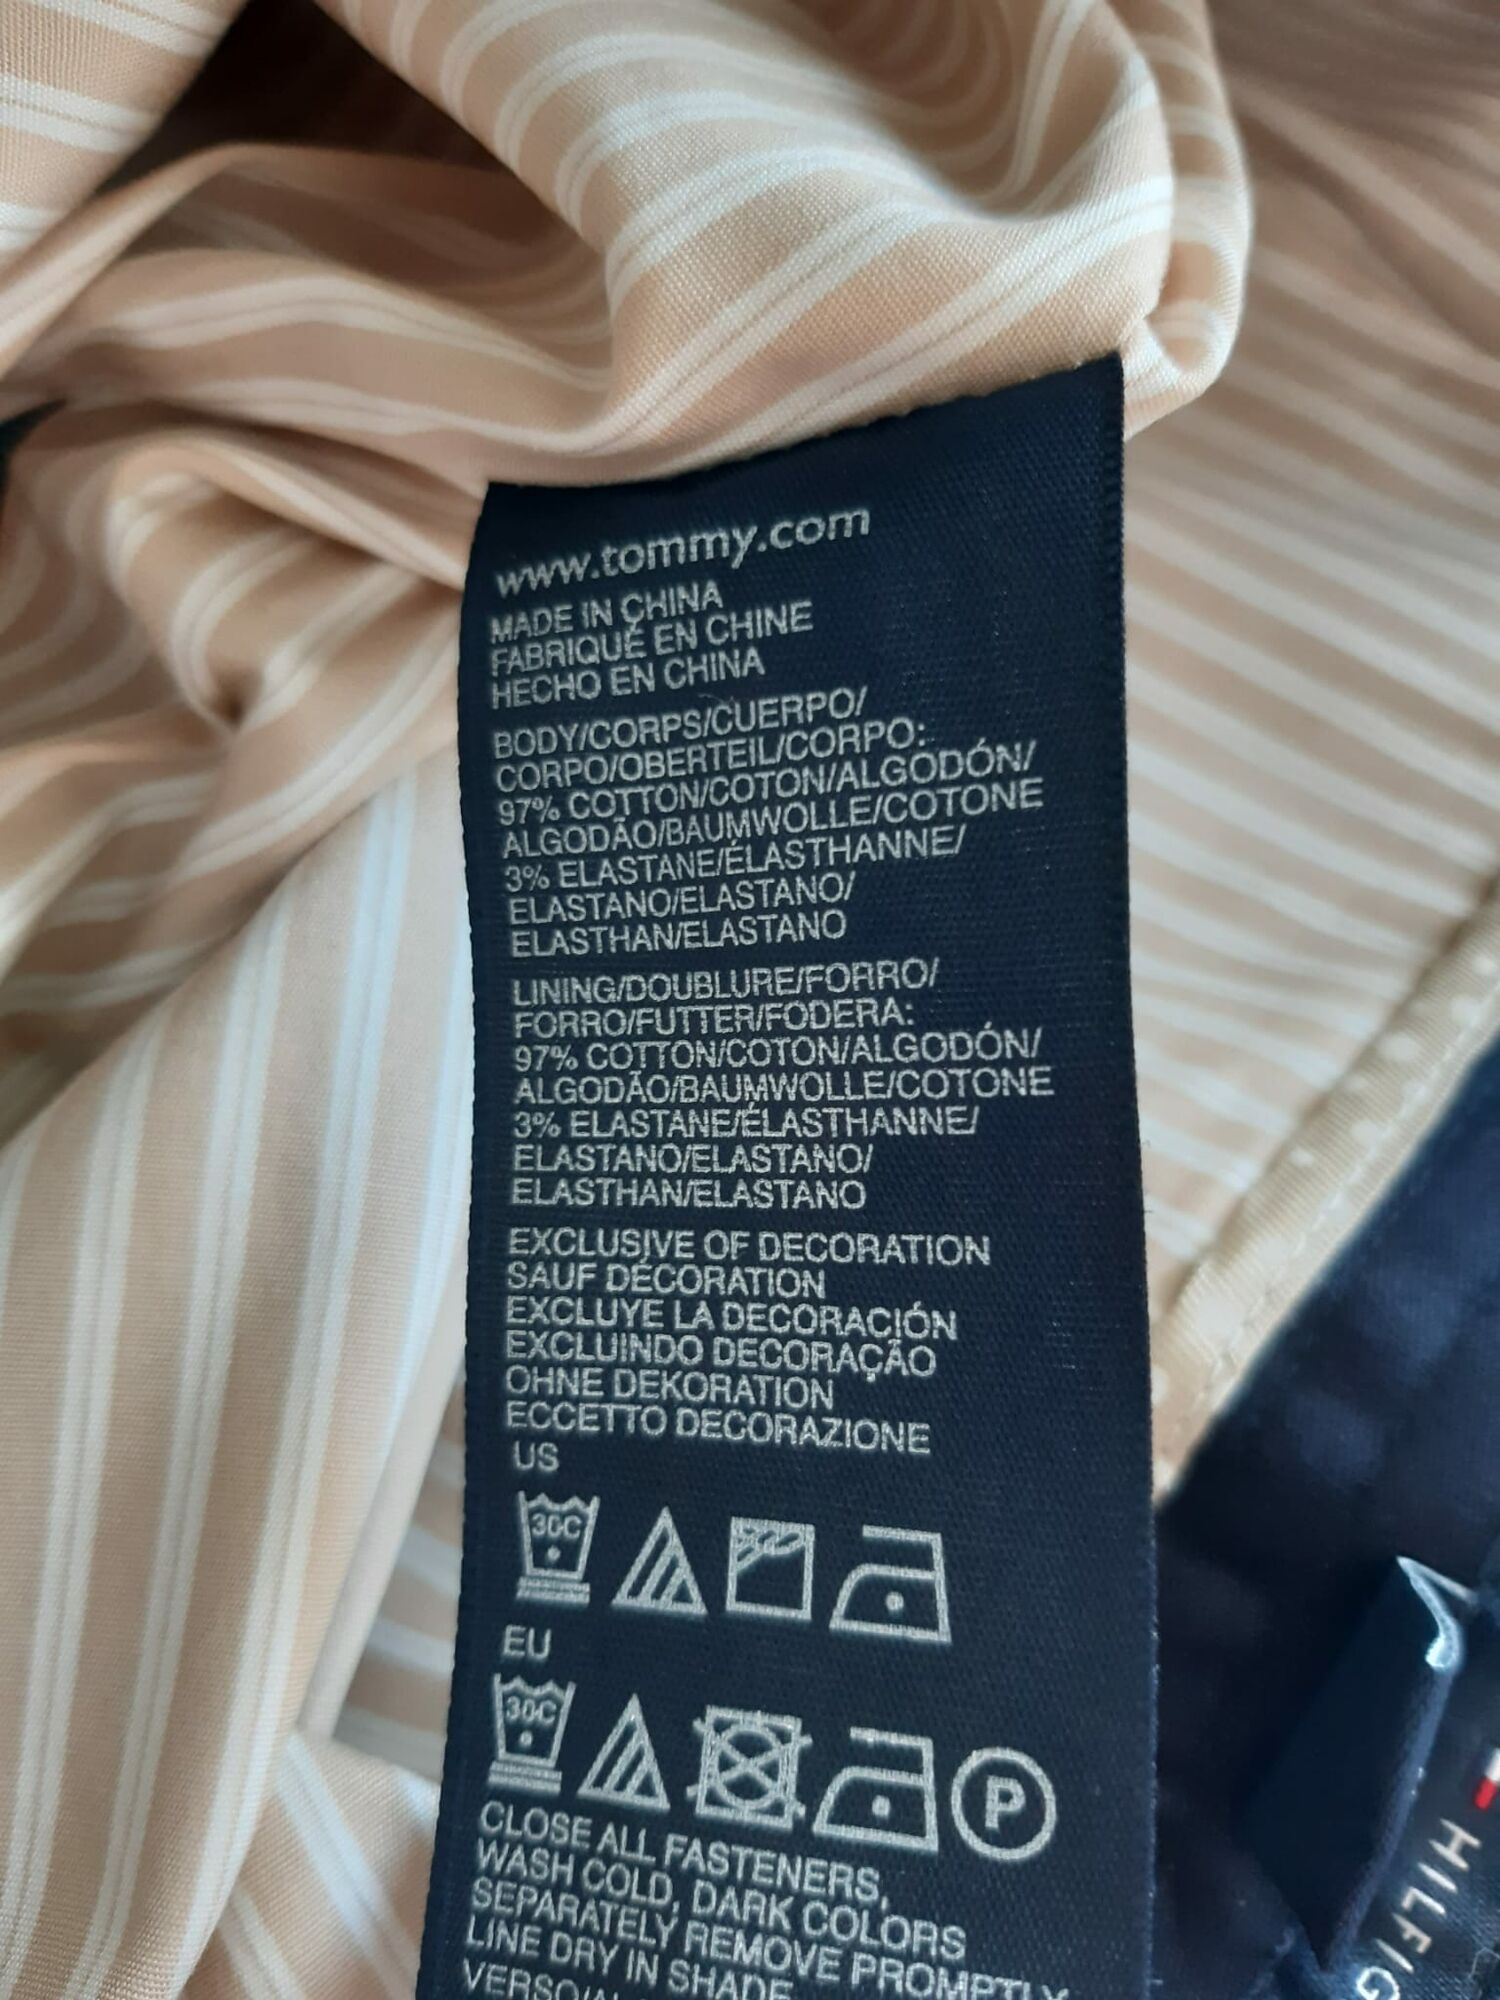 www.tommy.com
MADE IN CHINA
FABRIQUÉ EN CHINE
HECHO EN CHINA
BODY/CORPS/CUERPO/
CORPO/OBERTEIL/CORPO:
97% COTTON/COTON/ALGODÓN/
ALGODÃO/BAUMWOLLE/COTONE
3% ELASTANE/ÉLASTHANNE/
ELASTANO/ELASTANO/
ELASTHAN/ELASTANO
LINING/DOUBLURE/FORRO/
FORRO/FUTTER/FODERA:
97% COTTON/COTON/ALGODÓN/
ALGODÃO/BAUMWOLLE/COTONE
3% ELASTANE/ÉLASTHANNE/
ELASTANO/ELASTANO/
ELASTHAN/ELASTANO
EXCLUSIVE OF DECORATION
SAUF DÉCORATION
EXCLUYE LA DECORACIÓN
EXCLUINDO DECORAÇÃO
OHNE DEKORATION
ECCETTO DECORAZIONE
US
30C
EU
30C
P
CLOSE ALL FASTENERS,
WASH COLD, DARK COLORS
SEPARATELY REMOVE PROMPTLY
LINE DRY IN SHADE
HILFIG